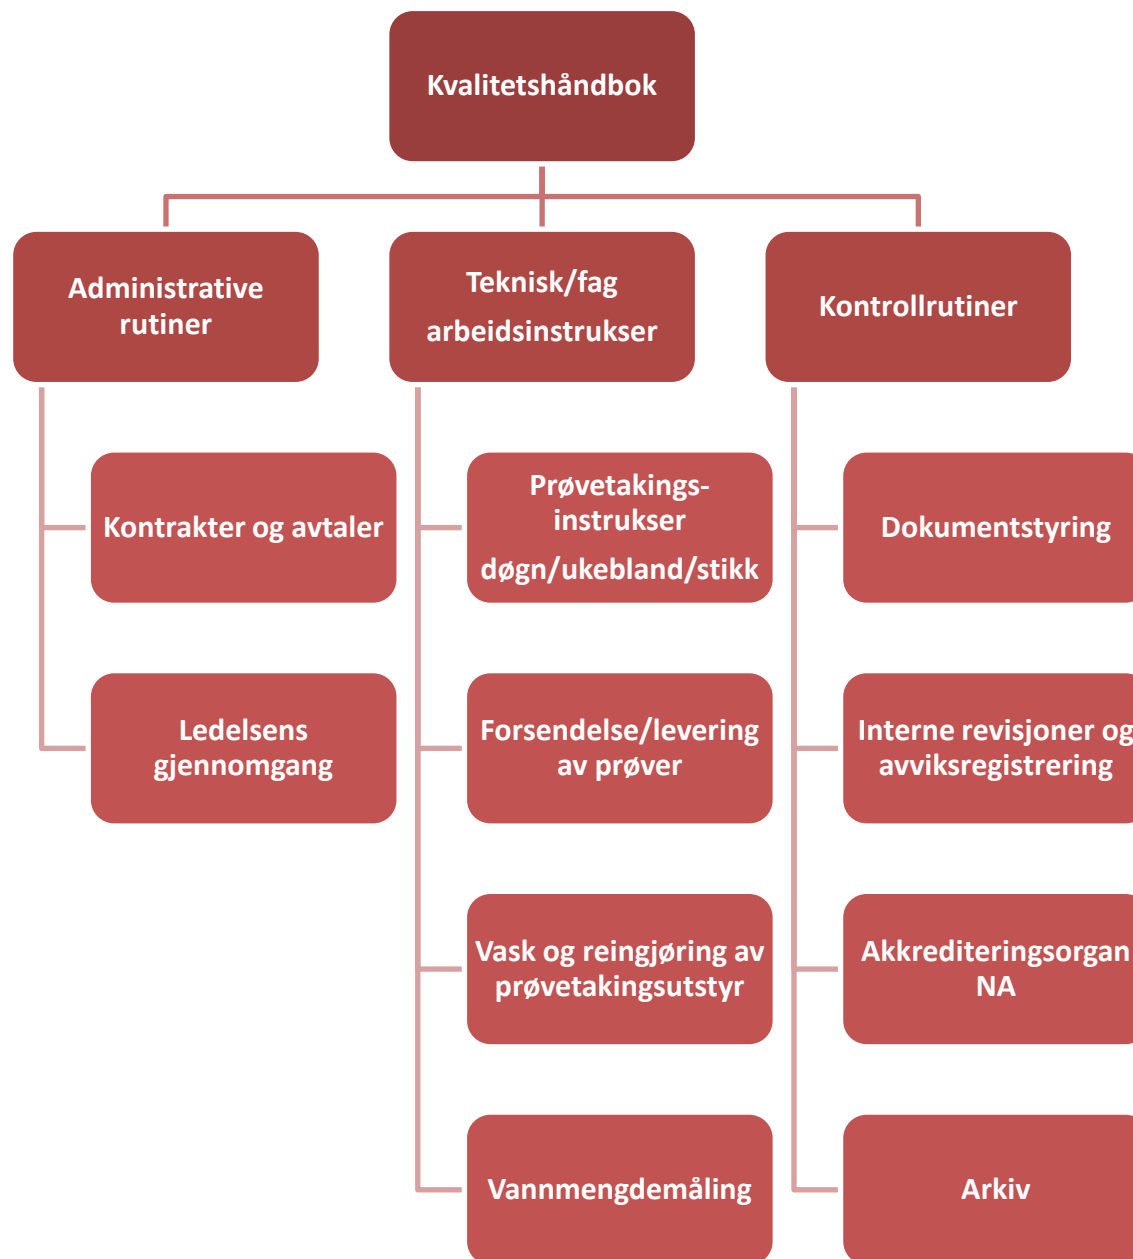 Kvalitetshåndbok
Administrative
rutiner
Teknisk/fag
arbeidsinstrukser
Kontrollrutiner
Kontrakter og avtaler
Prøvetakings-
instrukser
døgn/ukebland/stikk
Dokumentstyring
Ledelsens
gjennomgang
Forsendelse/levering
av prøver
Interne revisjoner og
avviksregistrering
Vask og reingjøring av
prøvetakingsutstyr
Akkrediteringsorgan
NA
Vannmengdemåling
Arkiv